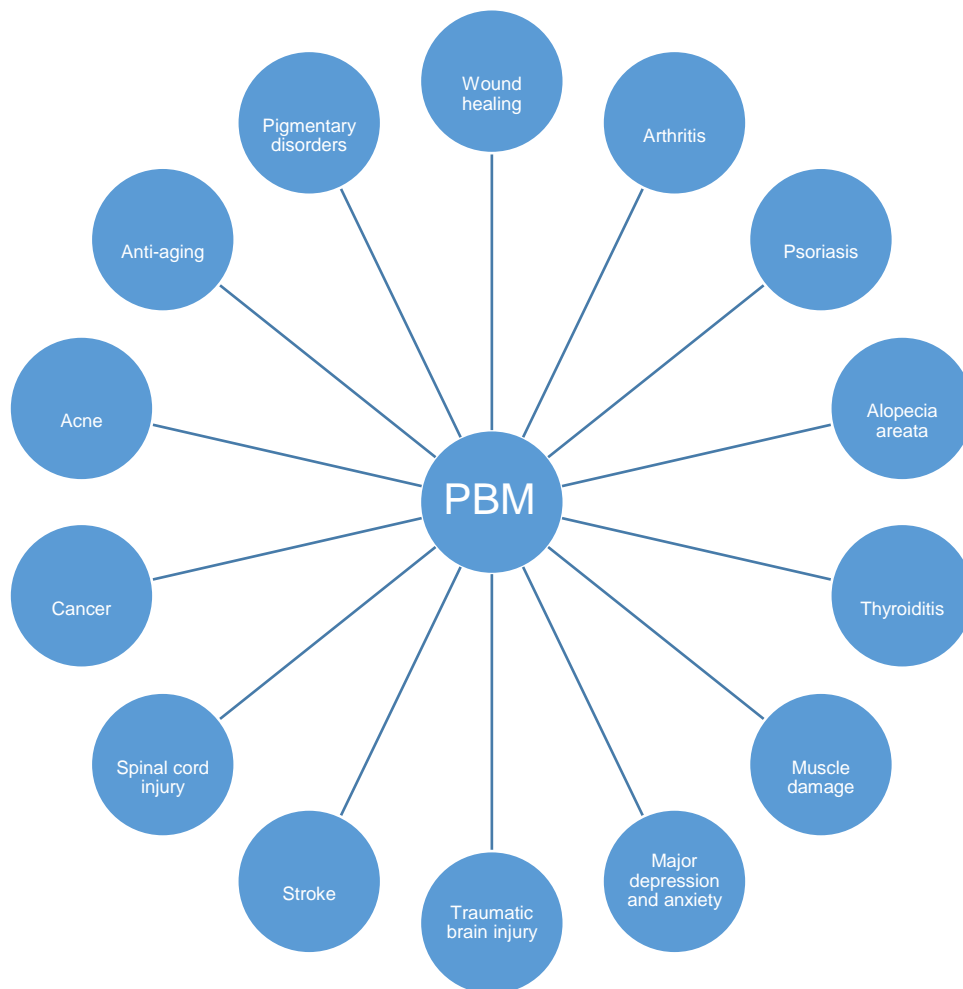 Wound
healing
Arthritis
Psoriasis
Alopecia
areata
Thyroiditis
Muscle
damage
Major
depression
and anxiety
Traumatic
brain injury
Stroke
Spinal cord
injury
Cancer
Acne
Anti-aging
Pigmentary
disorders
PBM